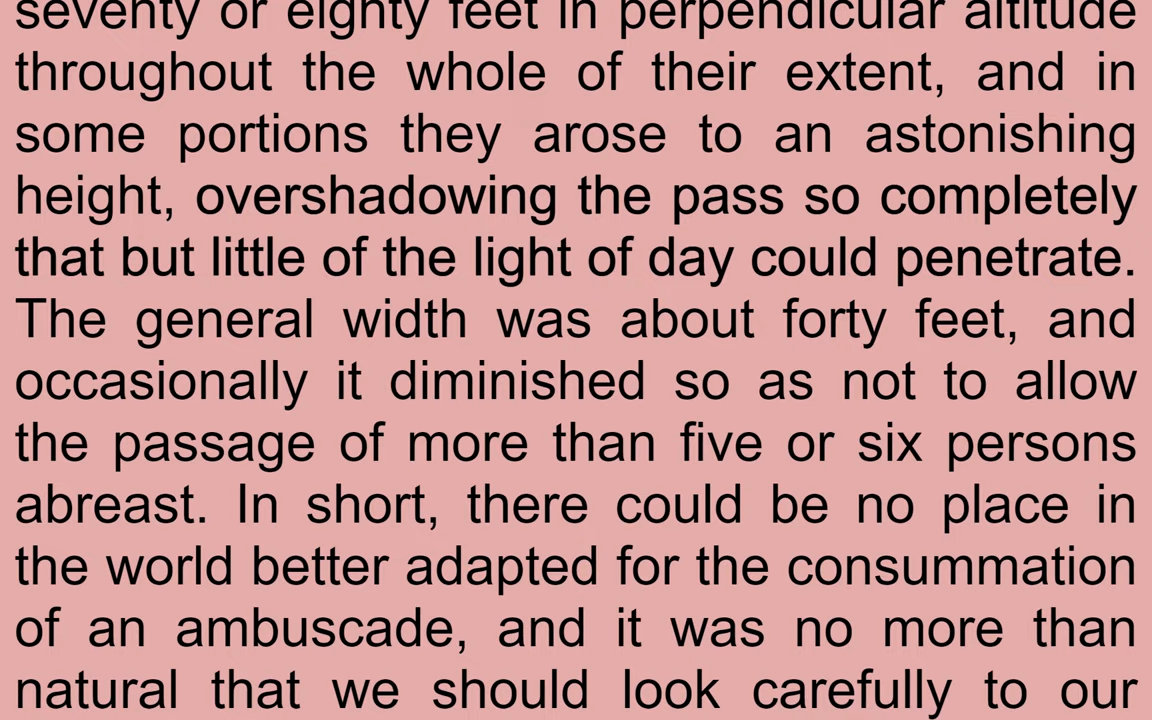 seventy or eighty feet in perpendicular altitude
throughout the whole of their extent, and in
some portions they arose to an astonishing
height, overshadowing the pass so completely
that but little of the light of day could penetrate.
The general width was about forty feet, and
occasionally it diminished so as not to allow
the passage of more than five or six persons
abreast. In short, there could be no place in
the world better adapted for the consummation
of an ambuscade, and it was no more than
natural that we should look carefully to our